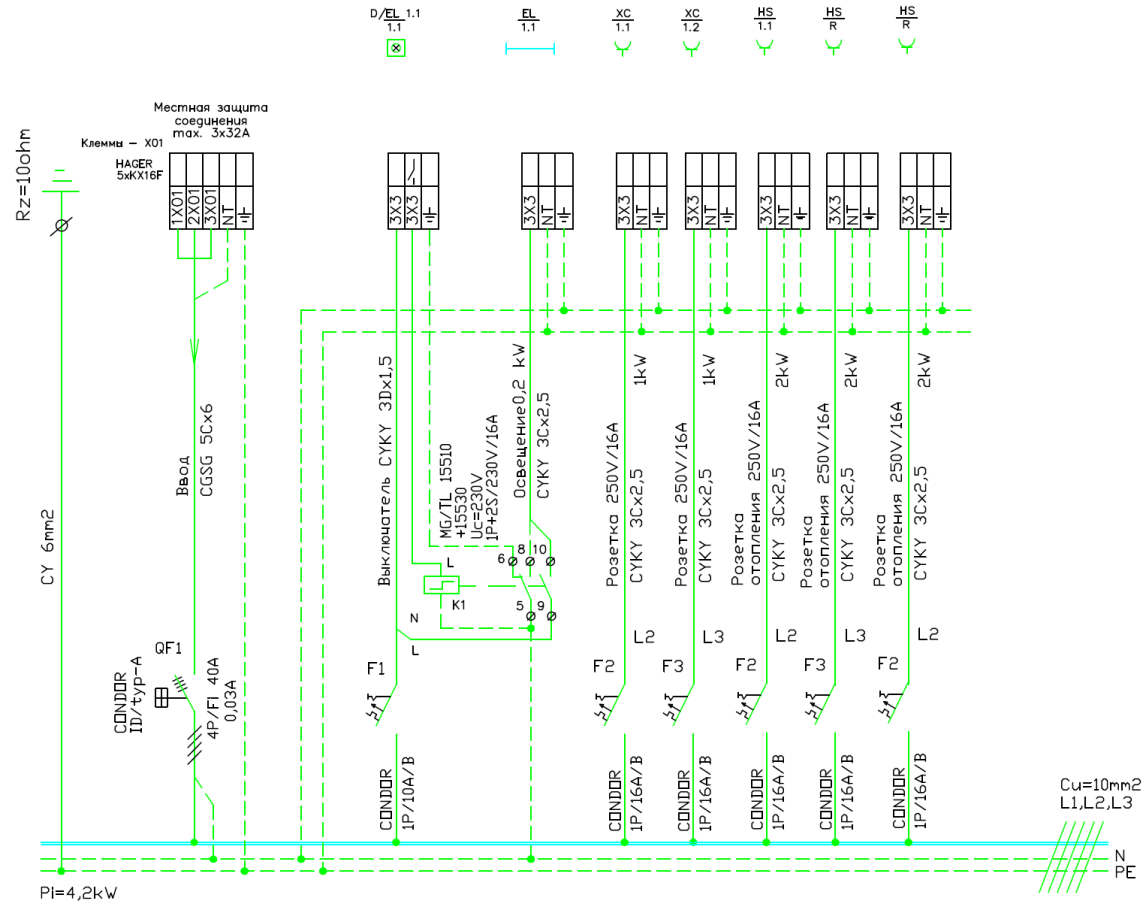 D/EL 1.1
1.1
EL
1.1
XC
1.1
XC
1.2
HS
1.1
HS
R
HS
R
Местная защита
соединения
max. 3x32A
Клеммы – X01
HAGER
5xKX16F
Rz=10ohm
1X01
2X01
3X01
NT
3X3
3X3
3X3
NT
3X3
NT
3X3
NT
3X3
NT
3X3
NT
3X3
NT
CY 6mm2
Ввод
CGSG 5Cx6
Выключатель CYKY 3Dx1,5
MG/TL 15510
+15530
Uc=230V
1P+2S/230V/16A
Освещение0,2 kW
CYKY 3Cx2,5
1kW
Розетка 250V/16A
CYKY 3Cx2,5
1kW
Розетка 250V/16A
CYKY 3Cx2,5
2kW
Розетка
отопления 250V/16A
CYKY 3Cx2,5
2kW
Розетка
отопления 250V/16A
CYKY 3Cx2,5
2kW
Розетка
отопления 250V/16A
CYKY 3Cx2,5
6
8
10
L
K1
5
9
N
L
L2
L3
L2
L3
L2
QF1
CONDOR
ID/typ-A
4P/Fi 40A
0,03A
F1
F2
F3
F2
F3
F2
CONDOR
1P/10A/B
CONDOR
1P/16A/B
CONDOR
1P/16A/B
CONDOR
1P/16A/B
CONDOR
1P/16A/B
CONDOR
1P/16A/B
Cu=10mm2
L1,L2,L3
N
PE
Pi=4,2kW